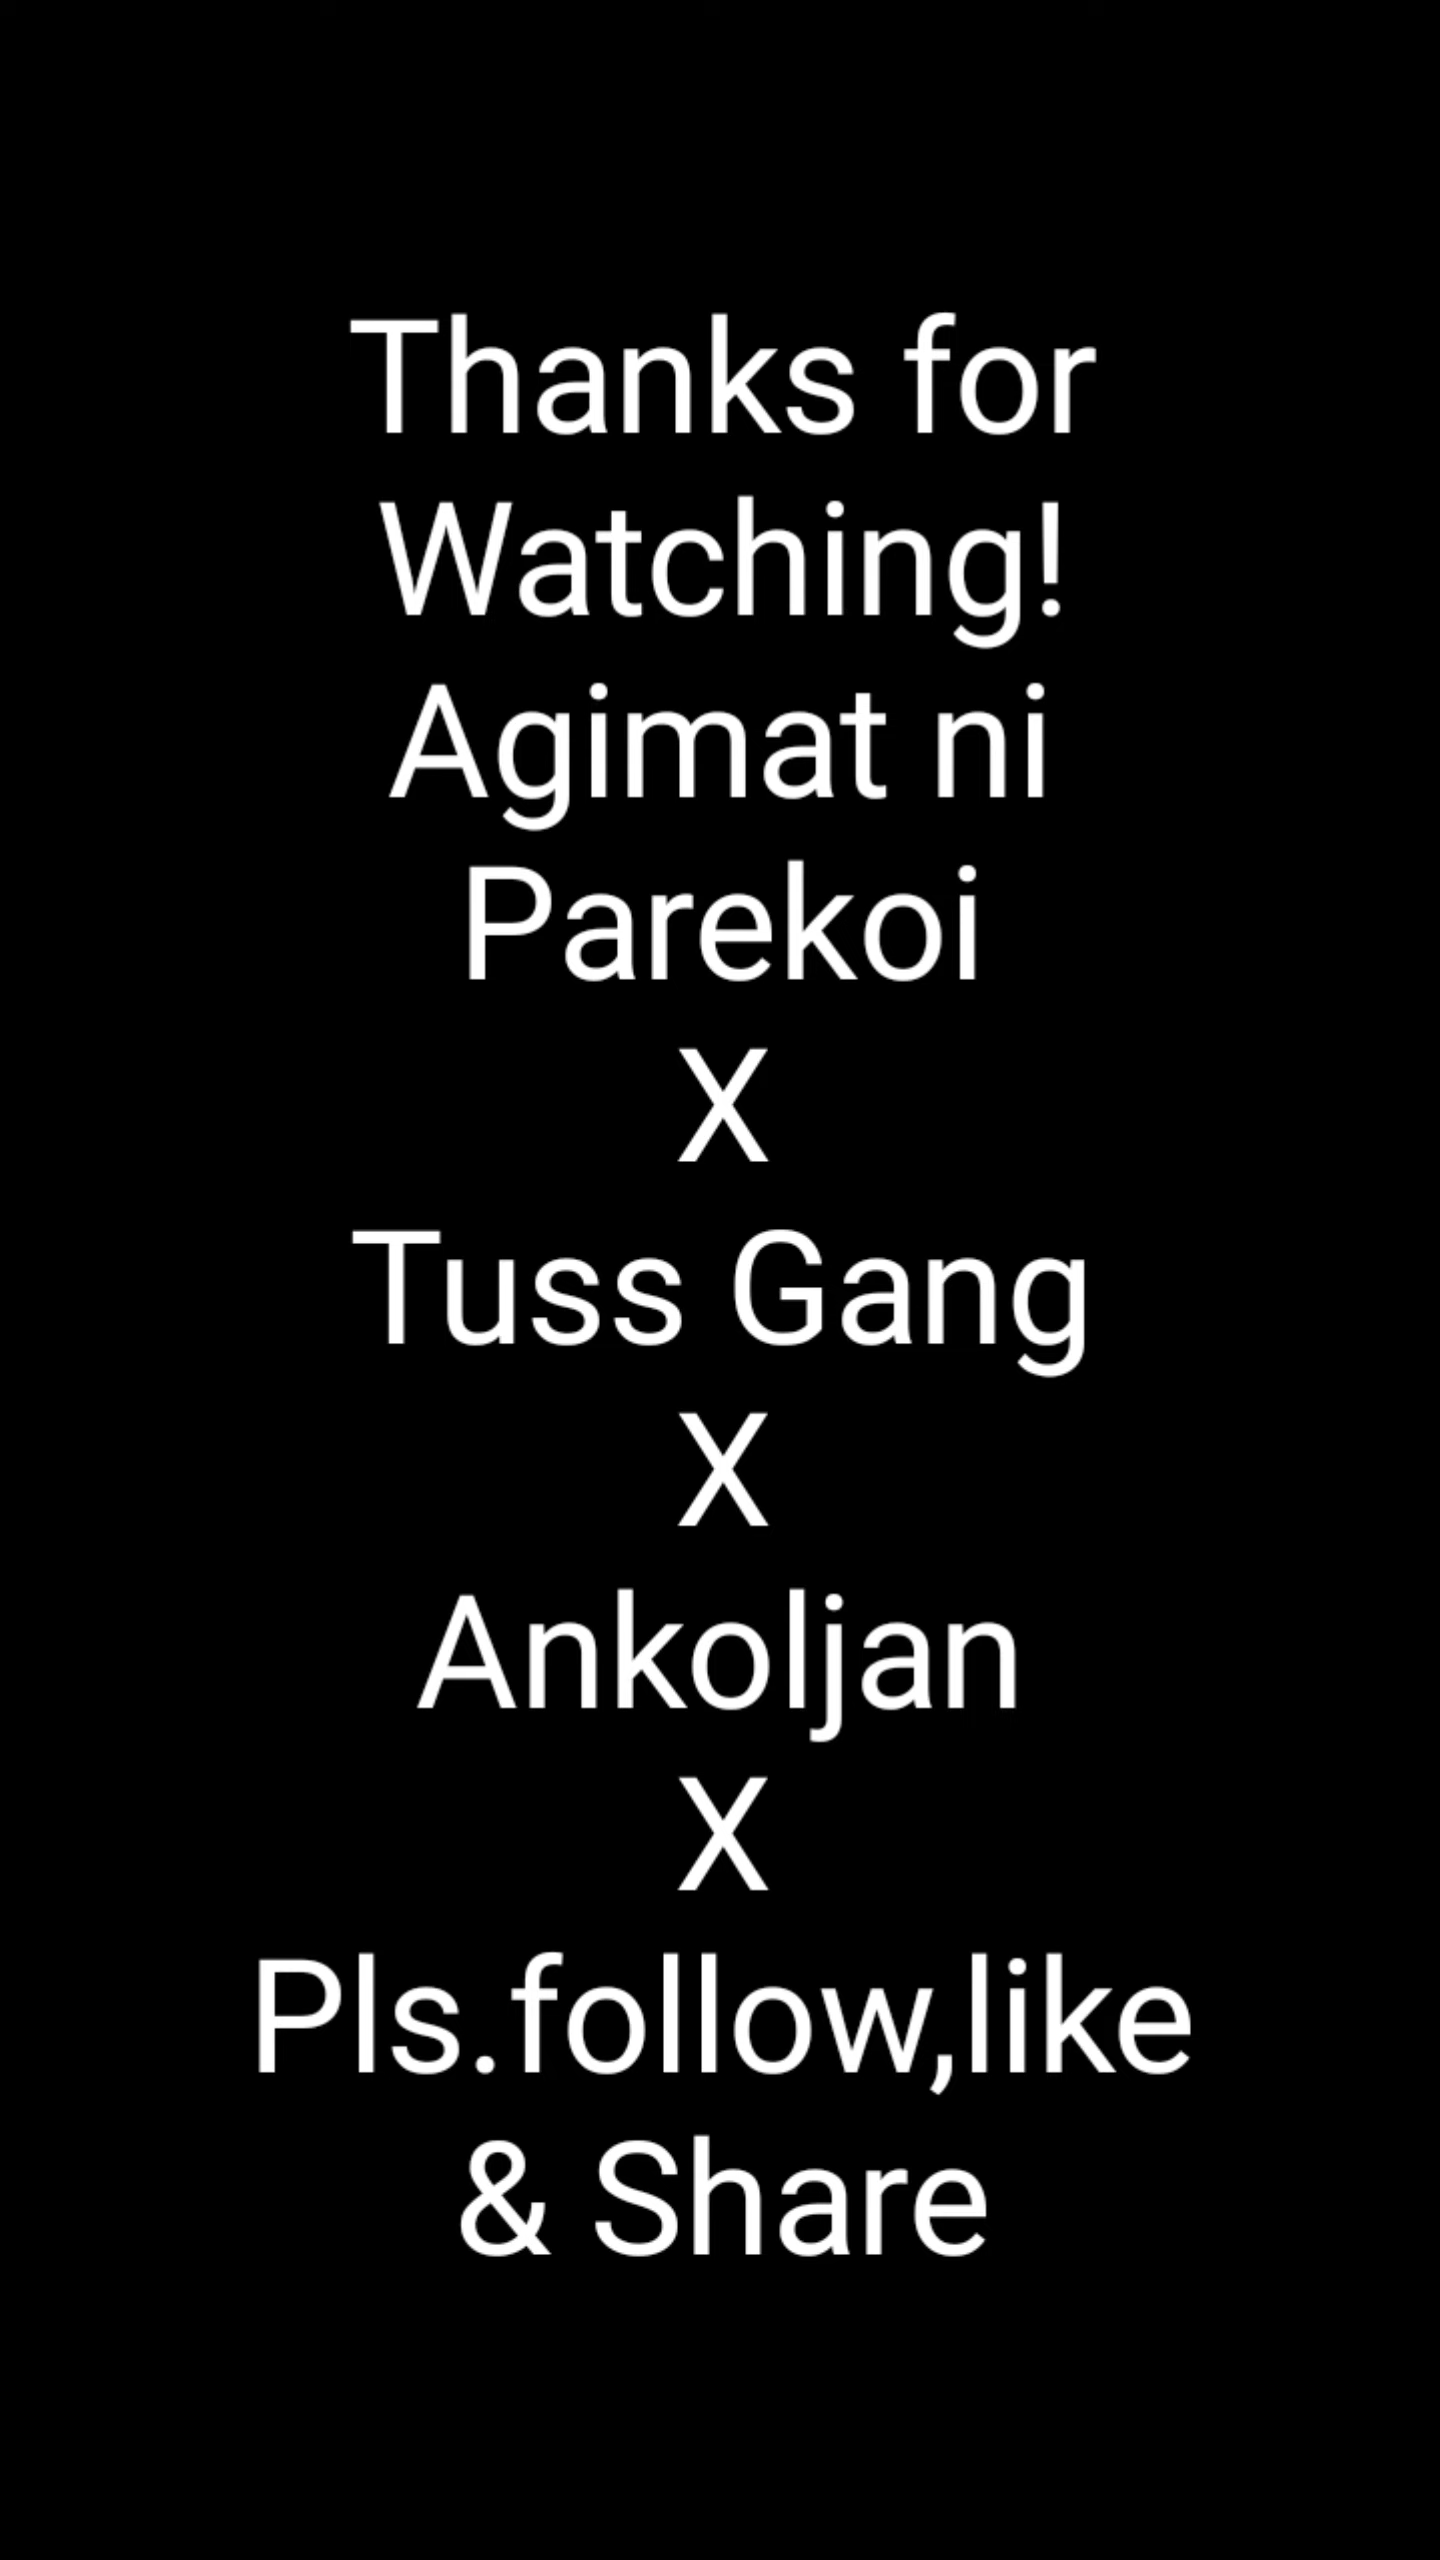 Thanks for
Watching!
Agimat ni
Parekoi
X
Tuss Gang
X
Ankoljan
X
Pls.follow,like
& Share